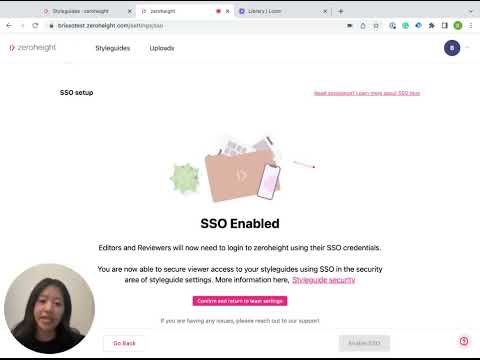 Styleguides - zeroheight
zeroheight
Library | Loom
zeroheight.com/settings/sso
zeroheight
Styleguides
Uploads
B
SSO setup
Need assistance? Learn more about SSO here
SSO Enabled
Editors and Reviewers will now need to login to zeroheight using their SSO credentials.
You are now able to secure viewer access to your styleguides using SSO in the security
area of styleguide settings. More information here, Styleguide security
Confirm and return to team settings
If you are having any issues, please reach out to our support
Go Back
Enable SSO